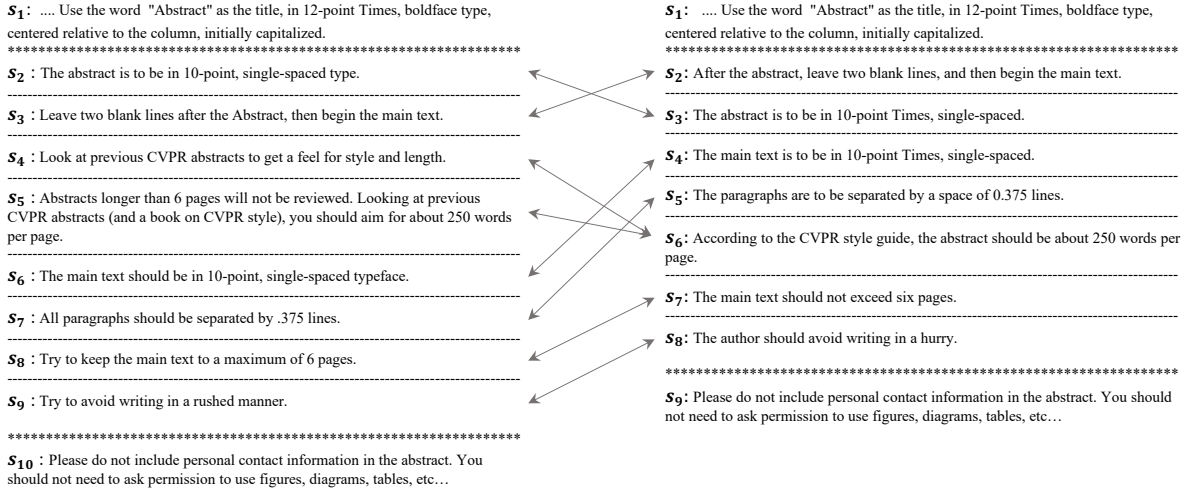 s1: .... Use the word "Abstract" as the title, in 12-point Times, boldface type,
centered relative to the column, initially capitalized.
*******************************************************************
s2 : The abstract is to be in 10-point, single-spaced type.
s3 : Leave two blank lines after the Abstract, then begin the main text.
s4 : Look at previous CVPR abstracts to get a feel for style and length.
s5 : Abstracts longer than 6 pages will not be reviewed. Looking at previous
CVPR abstracts (and a book on CVPR style), you should aim for about 250 words
per page.
s6 : The main text should be in 10-point, single-spaced typeface.
s7 : All paragraphs should be separated by .375 lines.
s8 : Try to keep the main text to a maximum of 6 pages.
s9 : Try to avoid writing in a rushed manner.
*******************************************************************
s10 : Please do not include personal contact information in the abstract. You
should not need to ask permission to use figures, diagrams, tables, etc…
s1: .... Use the word "Abstract" as the title, in 12-point Times, boldface type,
centered relative to the column, initially capitalized.
*******************************************************************
s2: After the abstract, leave two blank lines, and then begin the main text.
s3: The abstract is to be in 10-point Times, single-spaced.
s4: The main text is to be in 10-point Times, single-spaced.
s5: The paragraphs are to be separated by a space of 0.375 lines.
s6: According to the CVPR style guide, the abstract should be about 250 words per
page.
s7: The main text should not exceed six pages.
s8: The author should avoid writing in a hurry.
*******************************************************************
s9: Please do not include personal contact information in the abstract. You should
not need to ask permission to use figures, diagrams, tables, etc…